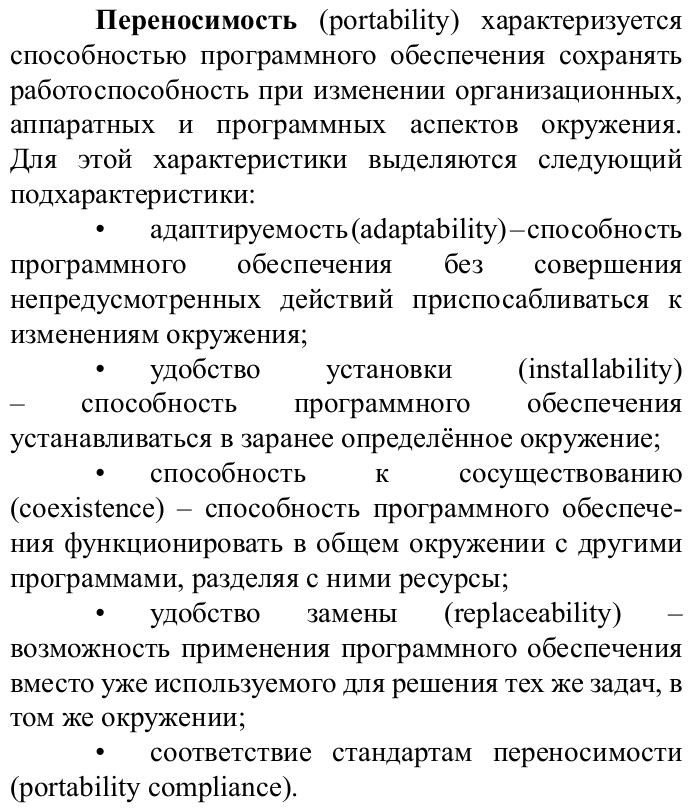 Переносимость (portability) характеризуется
способностью программного обеспечения сохранять
работоспособность при изменении организационных,
аппаратных и программных аспектов окружения.
Для этой характеристики выделяются следующий
подхарактеристики:
• адаптируемость (adaptability) – способность
программного обеспечения без совершения
непредусмотренных действий приспосабливаться к
изменениям окружения;
• удобство установки (installability)
– способность программного обеспечения
устанавливаться в заранее определённое окружение;
• способность к сосуществованию
(coexistence) – способность программного обеспече-
ния функционировать в общем окружении с другими
программами, разделяя с ними ресурсы;
• удобство замены (replaceability) –
возможность применения программного обеспечения
вместо уже используемого для решения тех же задач, в
том же окружении;
• соответствие стандартам переносимости
(portability compliance).